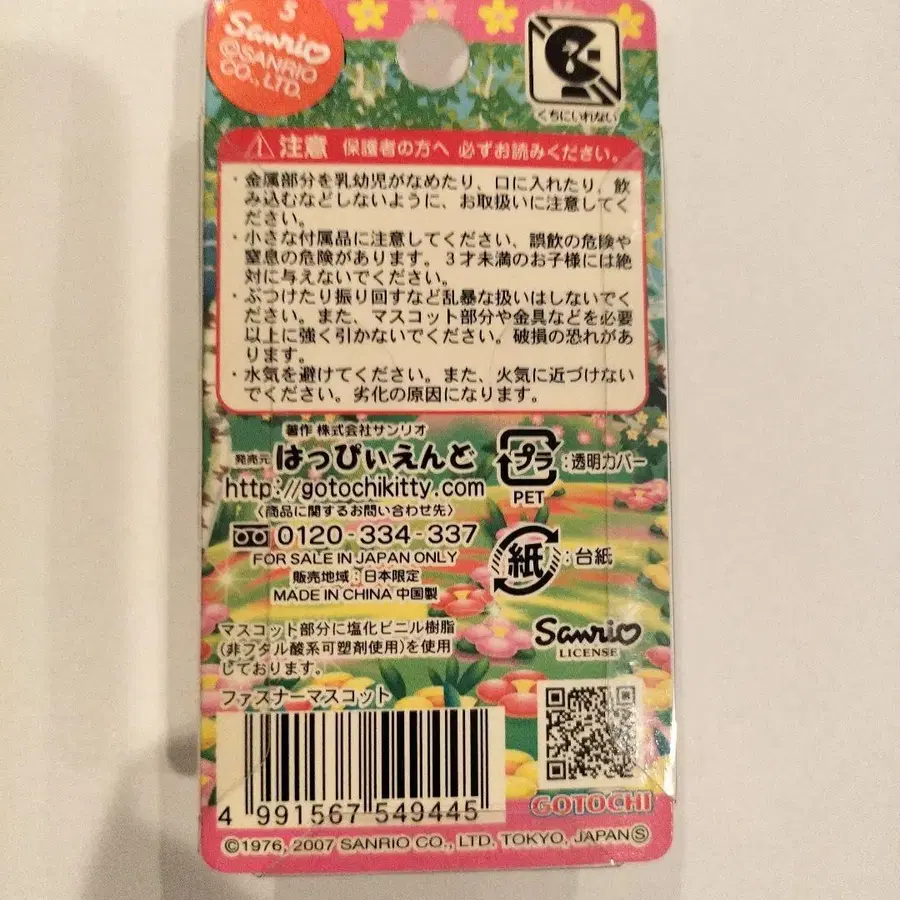 5
Sanrio
©SANRIO
CO., LTD.
くちにいれない
注意 保護者の方へ 必ずお読みください。
・金属部分を乳幼児がなめたり、口に入れたり、飲
み込むなどしないように、お取扱いに注意してく
ださい。
・小さな付属品に注意してください、誤飲の危険や
窒息の危険があります。3才未満のお子様には絶
対に与えないでください。
・ぶつけたり振り回すなど乱暴な扱いはしないでく
ださい。また、マスコット部分や金具などを必要
以上に強く引かないでください。破損の恐れがあ
ります。
・水気を避けてください。また、火気に近づけない
でください。劣化の原因になります。
著作 株式会社サンリオ
発売元 はっぴぃえんど
http://gotochikitty.com
〈商品に関するお問い合わせ先〉
0120-334-337
FOR SALE IN JAPAN ONLY
販売地域:日本限定
MADE IN CHINA 中国製
プラ :透明カバー
PET
紙 :台紙
マスコット部分に塩化ビニル樹脂
(非フタル酸系可塑剤使用)を使用
しております。
Sanrio
LICENSE
ファスナーマスコット
4 991567 549445
GOTOCHI
©1976, 2007 SANRIO CO., LTD. TOKYO, JAPAN Ⓢ